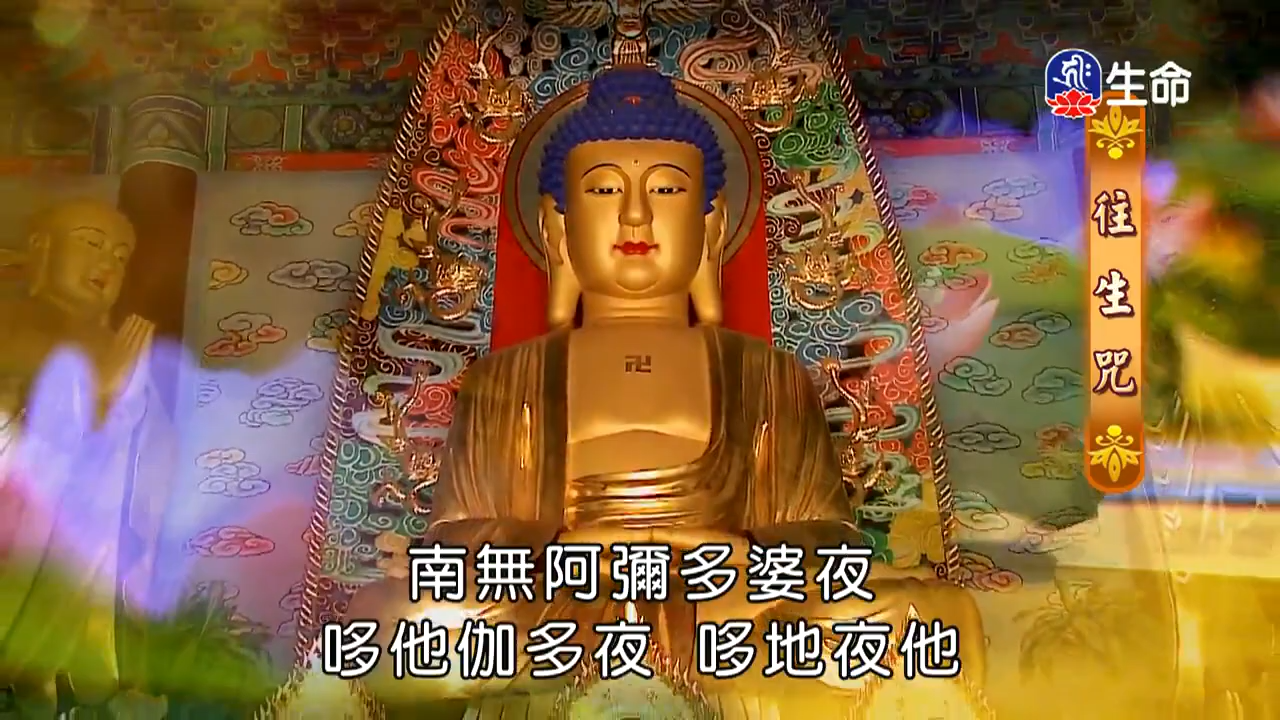 生命
往生咒
南無阿彌多婆夜
哆他伽多夜 哆地夜他